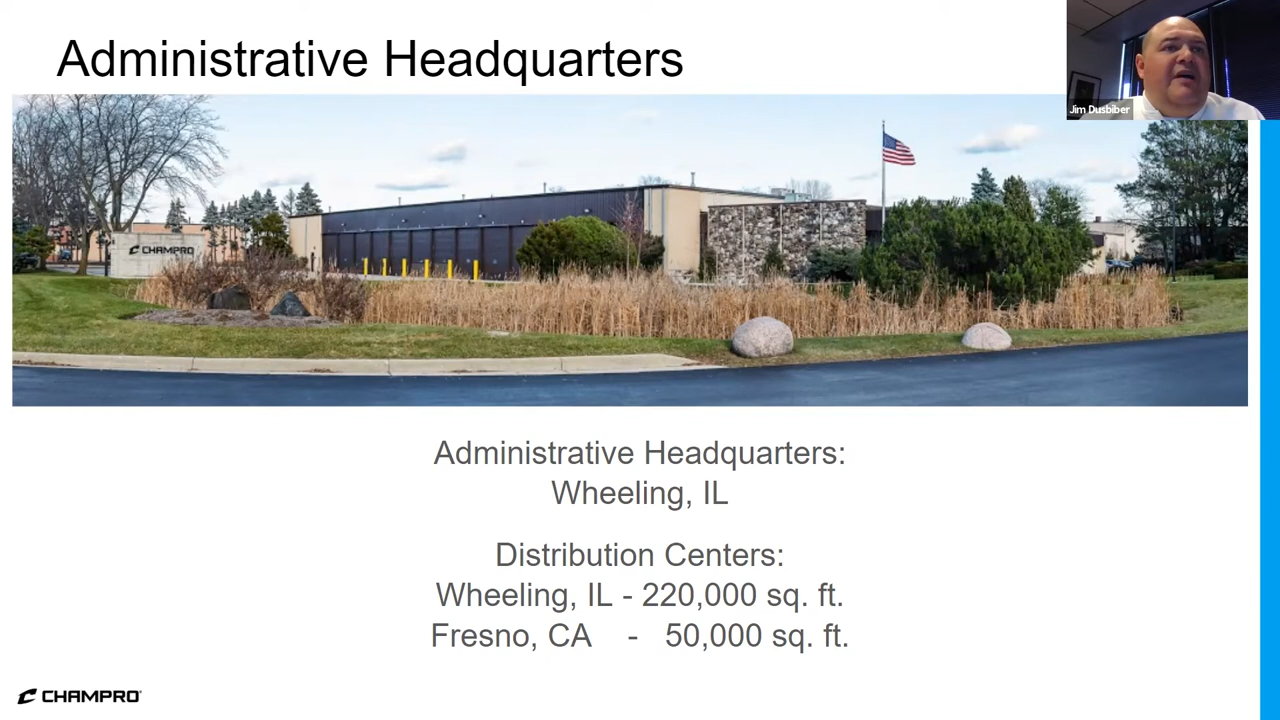 Administrative Headquarters
Jim Dusbiber
CHAMPRO
Administrative Headquarters:
Wheeling, IL
Distribution Centers:
Wheeling, IL - 220,000 sq. ft.
Fresno, CA - 50,000 sq. ft.
CHAMPRO